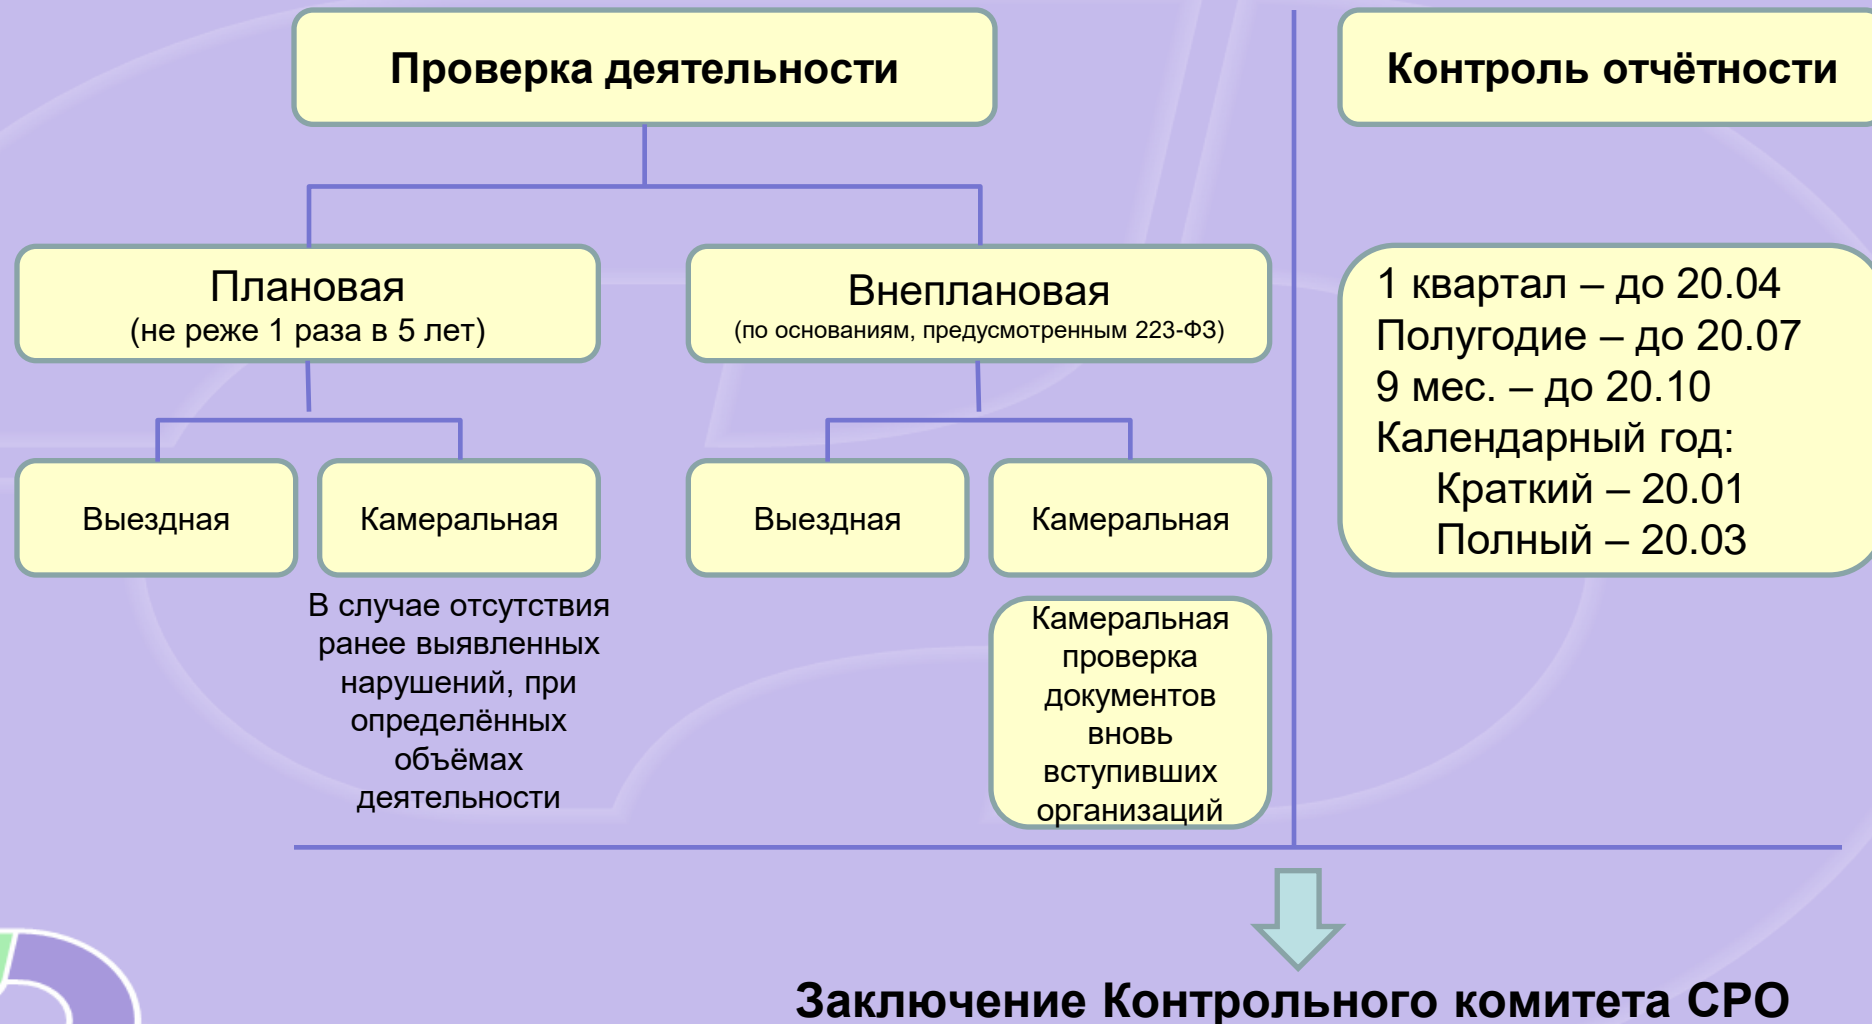 Проверка деятельности
Контроль отчётности
Плановая
(не реже 1 раза в 5 лет)
Внеплановая
(по основаниям, предусмотренным 223-ФЗ)
1 квартал – до 20.04
Полугодие – до 20.07
9 мес. – до 20.10
Календарный год:
Краткий – 20.01
Полный – 20.03
Выездная
Камеральная
Выездная
Камеральная
В случае отсутствия
ранее выявленных
нарушений, при
определённых
объёмах
деятельности
Камеральная
проверка
документов
вновь
вступивших
организаций
Заключение Контрольного комитета СРО